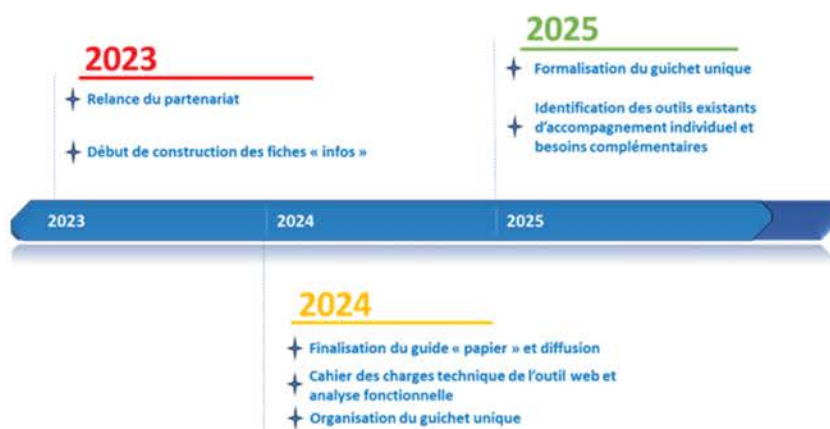 2023
Relance du partenariat
Début de construction des fiches « infos »
2025
Formalisation du guichet unique
Identification des outils existants
d'accompagnement individuel et
besoins complémentaires
2023
2024
2025
2024
Finalisation du guide « papier » et diffusion
Cahier des charges technique de l'outil web et
analyse fonctionnelle
Organisation du guichet unique